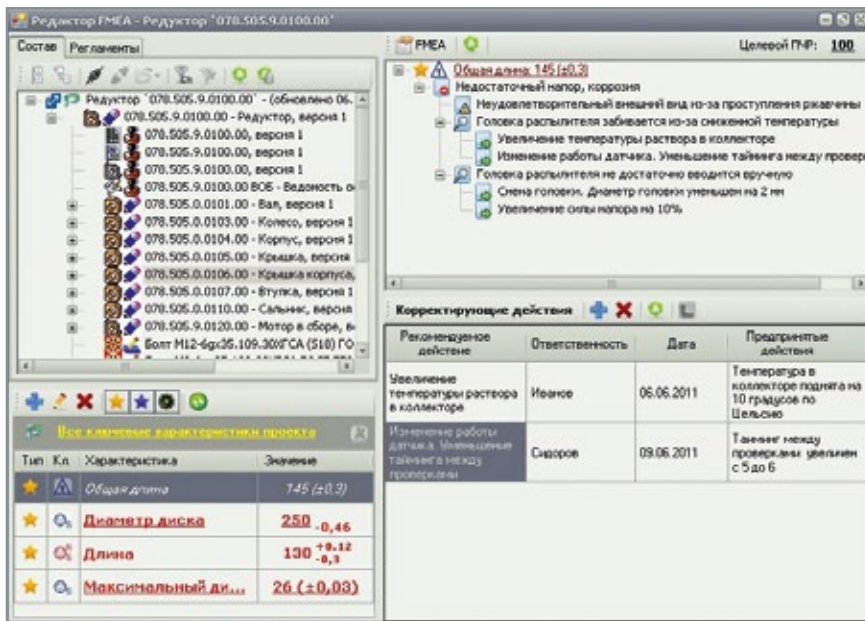 Редактор FMEA - Редуктор `078.505.9.0100.00`
Состав Регламенты
Редуктор `078.505.9.0100.00` - (обновлено 06.
078.505.9.0100.00 - Редуктор, версия 1
078.505.9.0100.00, версия 1
078.505.9.0100.00, версия 1
078.505.9.0100.00, версия 1
078.505.9.0100.00 ВОБ - Ведомость о
078.505.0.0101.00 - Вал, версия 1
078.505.0.0103.00 - Колесо, версия 1
078.505.0.0104.00 - Корпус, версия 1
078.505.0.0105.00 - Крышка, версия
078.505.0.0106.00 - Крышка корпуса,
078.505.0.0107.00 - Втулка, версия 1
078.505.0.0110.00 - Сальник, версия
078.505.9.0120.00 - Мотор в сборе, в
Болт М12-6gx35.109.30ХГСА (S18) ГО
Все ключевые характеристики проекта
Тип Кл. Характеристика Значение
Общая длина 145 (±0,3)
Диаметр диска 250 -0,46
Длина 130 +0,12 -0,3
Максимальный ди... 26 (±0,03)
FMEA Целевой ПЧР: 100
Общая длина: 145 (±0,3)
Недостаточный напор, коррозия
Неудовлетворительный внешний вид из-за проступления ржавчины
Головка распылителя забивается из-за сниженной температуры
Увеличение температуры раствора в коллекторе
Изменение работы датчика. Уменьшение тайминга между провер
Головка распылителя не достаточно вводится вручную
Смена головки. Диаметр головки уменьшен на 2 мм
Увеличение силы напора на 10%
Корректирующие действия
Рекомендуемое действие Ответственность Дата Предпринятые действия
Увеличение
температуры раствора
в коллекторе
Иванов
06.06.2011
Температура в
коллекторе поднята на
10 градусов по
Цельсию
Изменение работы
датчика. Уменьшение
тайминга между
проверками
Сидоров
09.06.2011
Тайминг между
проверками увеличен
с 5 до 6